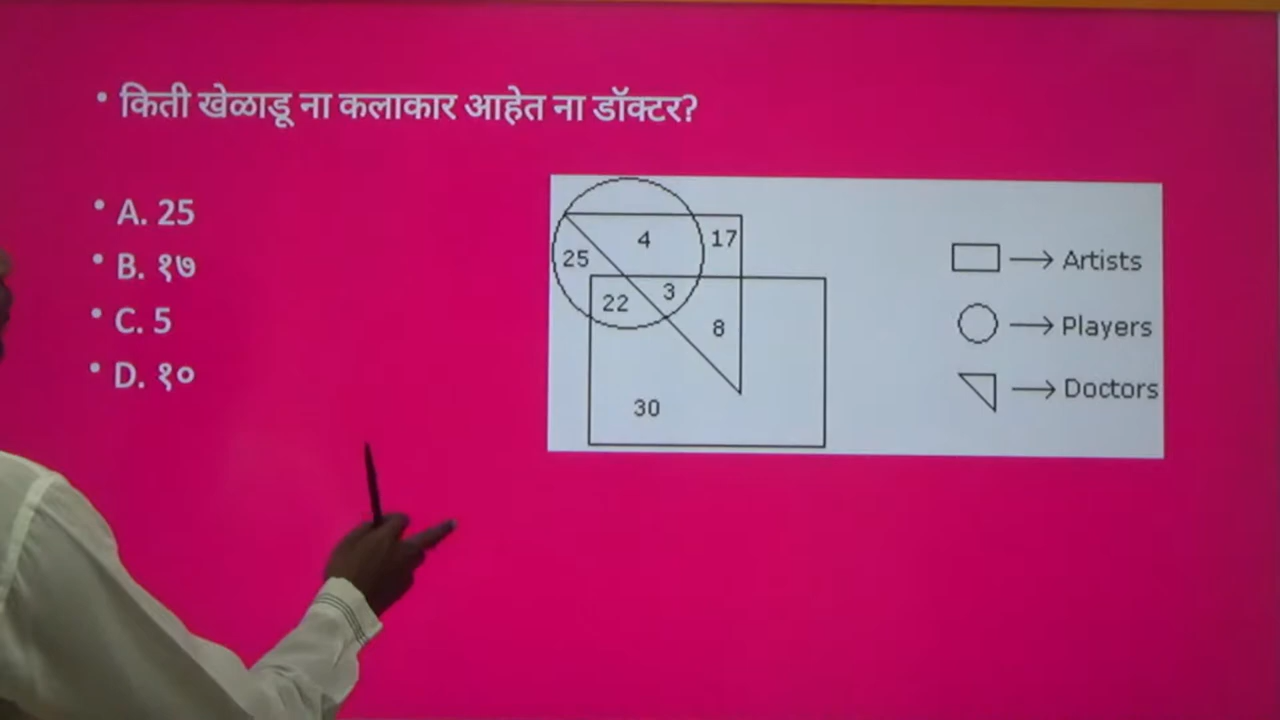 • किती खेळाडू ना कलाकार आहेत ना डॉक्टर?
• A. 25
• B. १७
• C. 5
• D. १०
4
17
25
3
22
8
30
→ Artists
→ Players
→ Doctors